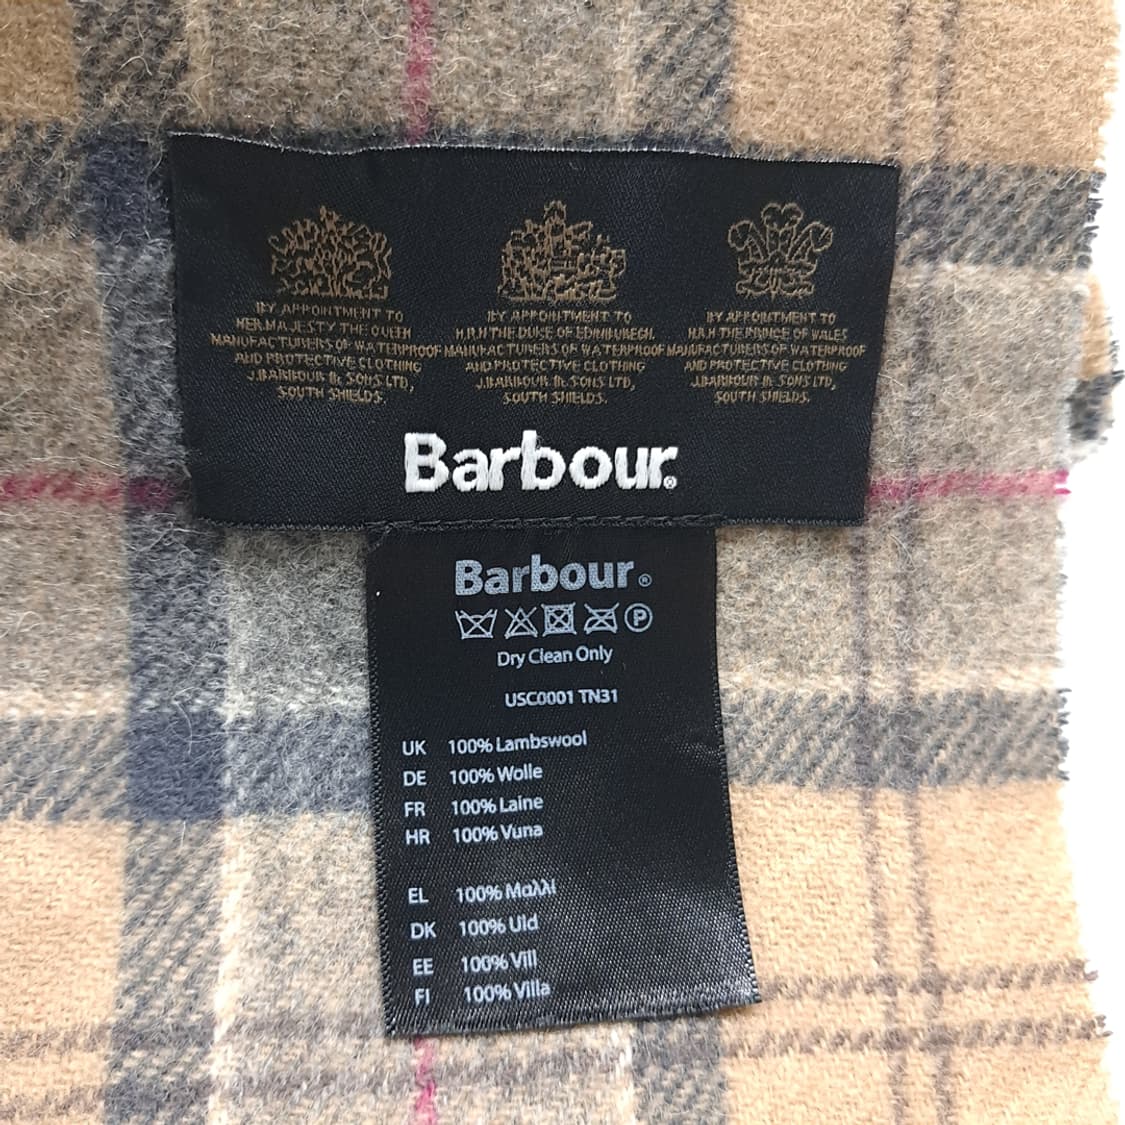 BY APPOINTMENT TO
HER MAJESTY THE QUEEN
MANUFACTURERS OF WATERPROOF
AND PROTECTIVE CLOTHING
J.BARBOUR & SONS LTD,
SOUTH SHIELDS.
BY APPOINTMENT TO
H.R.H THE DUKE OF EDINBURGH.
MANUFACTURERS OF WATERPROOF
AND PROTECTIVE CLOTHING
J.BARBOUR & SONS LTD,
SOUTH SHIELDS.
BY APPOINTMENT TO
H.R.H THE PRINCE OF WALES
MANUFACTURERS OF WATERPROOF
AND PROTECTIVE CLOTHING
J.BARBOUR & SONS LTD,
SOUTH SHIELDS.
Barbour®
Barbour®
P
Dry Clean Only
USC0001 TN31
UK 100% Lambswool
DE 100% Wolle
FR 100% Laine
HR 100% Vuna
EL 100% Μαλλί
DK 100% Uld
EE 100% Vill
FI 100% Villa